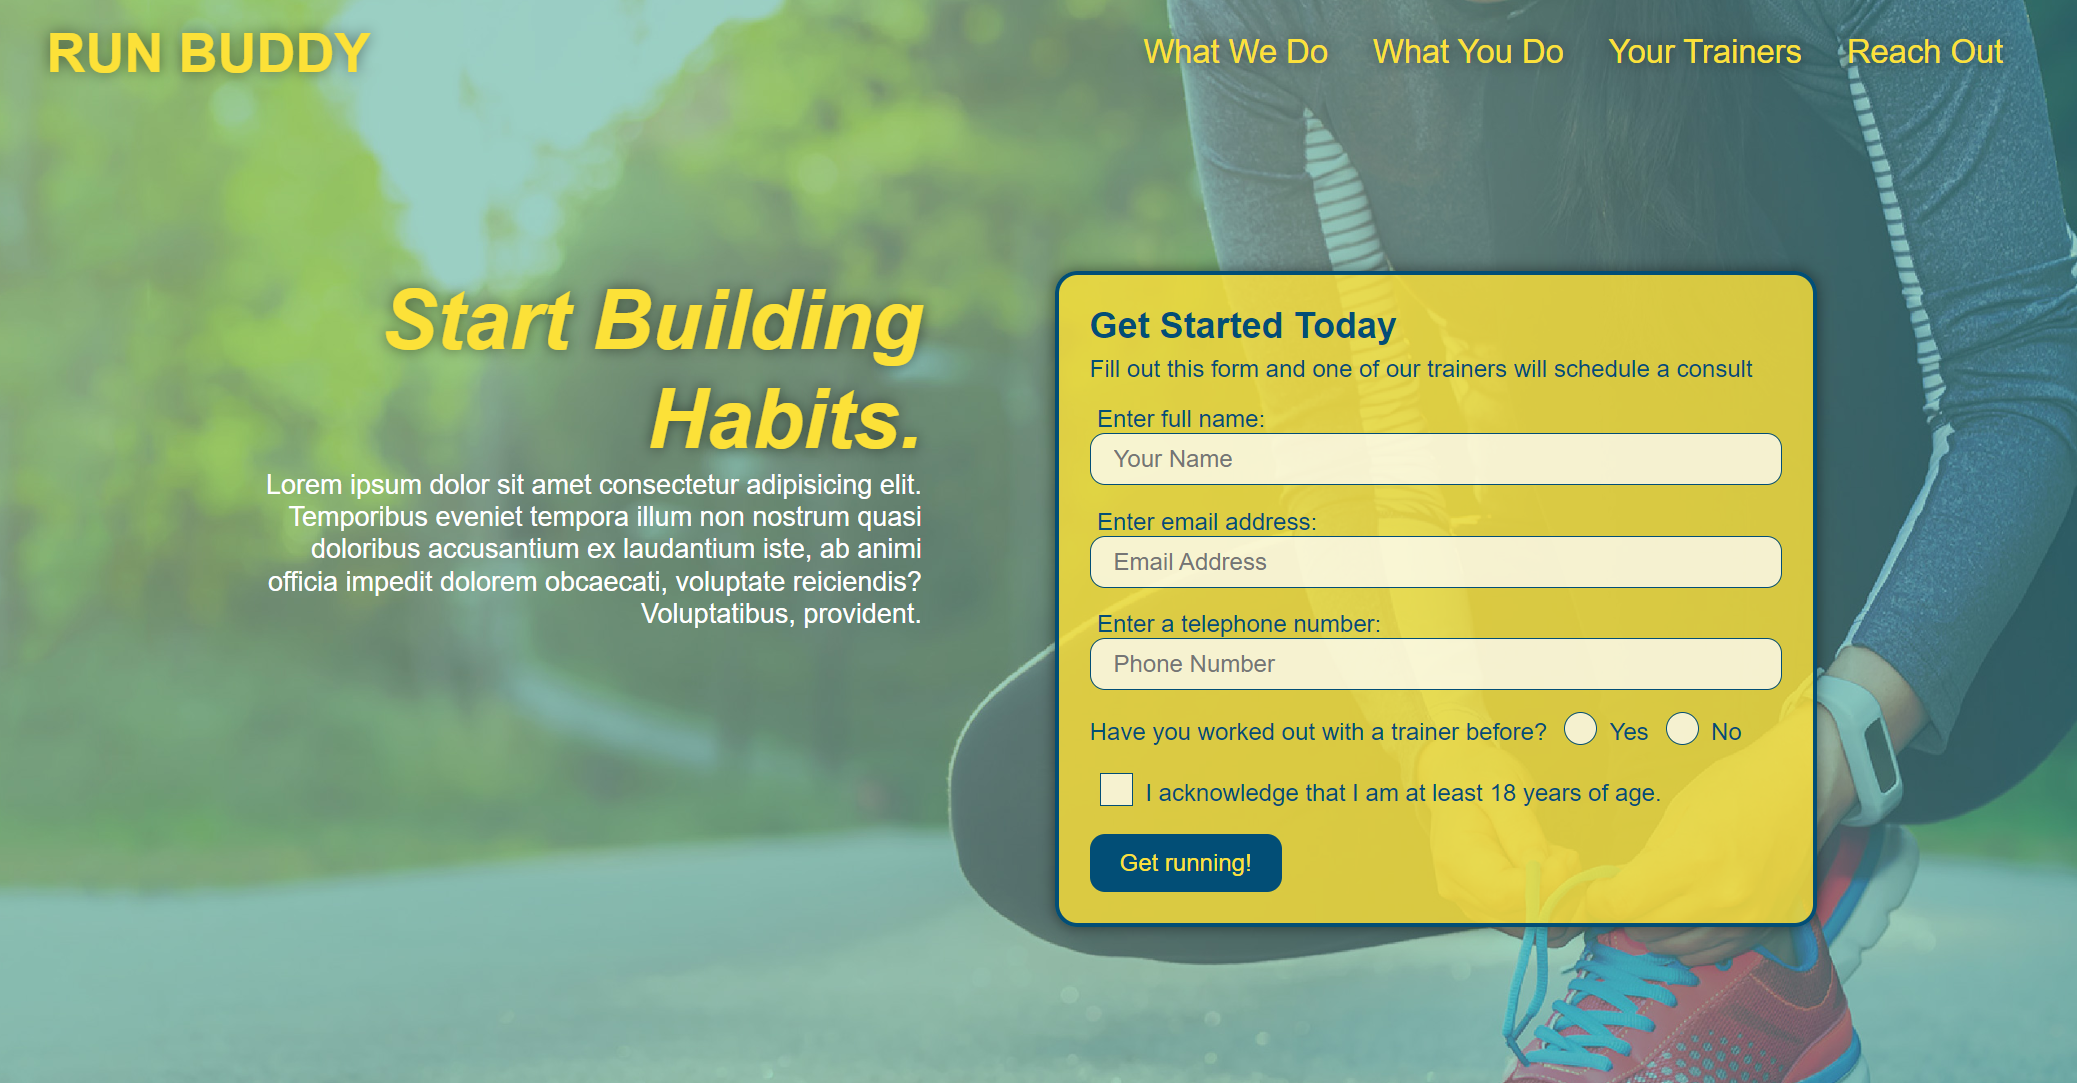 RUN BUDDY
What We Do
What You Do
Your Trainers
Reach Out
Start Building
Habits.
Lorem ipsum dolor sit amet consectetur adipisicing elit.
Temporibus eveniet tempora illum non nostrum quasi
doloribus accusantium ex laudantium iste, ab animi
officia impedit dolorem obcaecati, voluptate reiciendis?
Voluptatibus, provident.
Get Started Today
Fill out this form and one of our trainers will schedule a consult
Enter full name:
Your Name
Enter email address:
Email Address
Enter a telephone number:
Phone Number
Have you worked out with a trainer before? Yes No
I acknowledge that I am at least 18 years of age.
Get running!